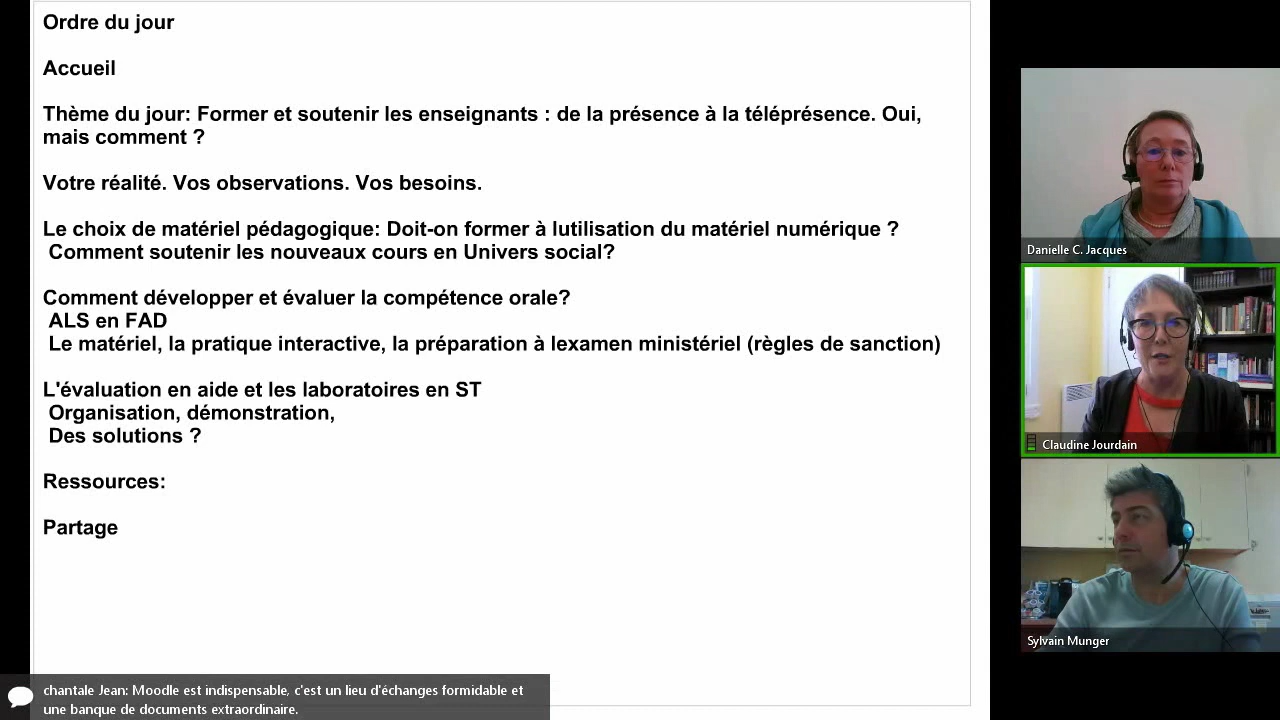 Ordre du jour
Accueil
Thème du jour: Former et soutenir les enseignants : de la présence à la téléprésence. Oui,
mais comment ?
Votre réalité. Vos observations. Vos besoins.
Le choix de matériel pédagogique: Doit-on former à lutilisation du matériel numérique ?
Comment soutenir les nouveaux cours en Univers social?
Comment développer et évaluer la compétence orale?
ALS en FAD
Le matériel, la pratique interactive, la préparation à lexamen ministériel (règles de sanction)
L'évaluation en aide et les laboratoires en ST
Organisation, démonstration,
Des solutions ?
Ressources:
Partage
chantale Jean: Moodle est indispensable, c'est un lieu d'échanges formidable et
une banque de documents extraordinaire.
Danielle C. Jacques
Claudine Jourdain
Sylvain Munger